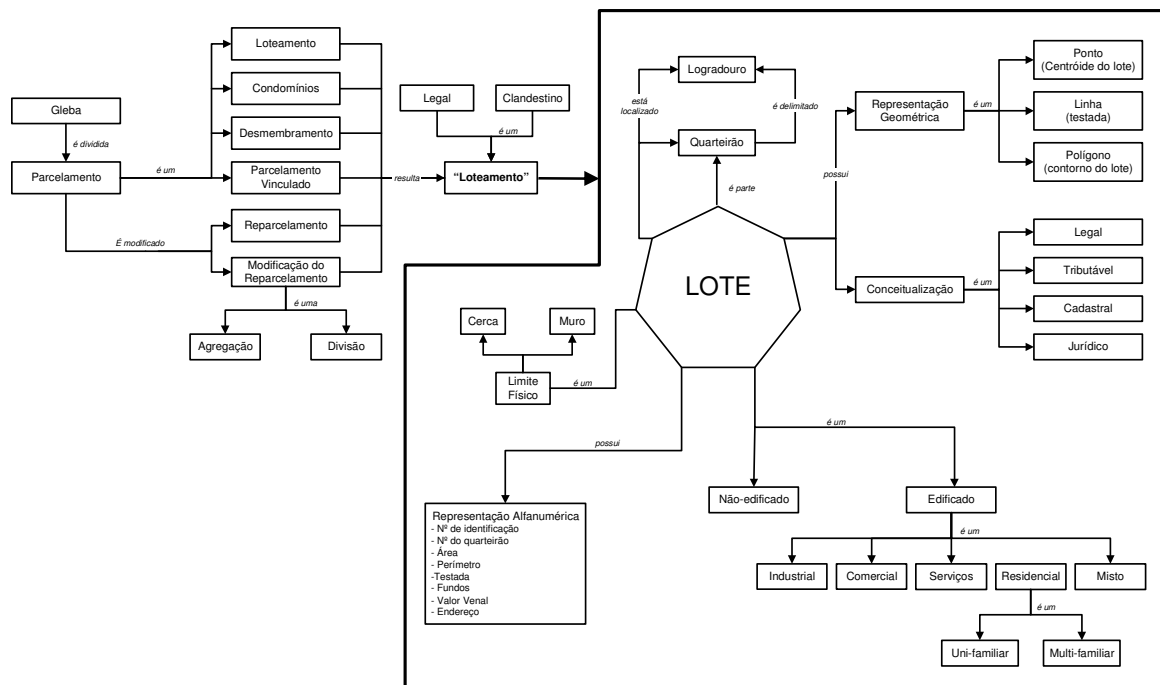 Gleba
é dividida
Parcelamento
é um
É modificado
Loteamento
Condomínios
Desmembramento
Parcelamento
Vinculado
Reparcelamento
Modificação do
Reparcelamento
é uma
Agregação
Divisão
resulta
Legal
Clandestino
é um
“Loteamento”
Logradouro
está
localizado
é delimitado
Quarteirão
é parte
LOTE
possui
Representação
Geométrica
é um
Ponto
(Centróide do lote)
Linha
(testada)
Polígono
(contorno do lote)
Conceitualização
é um
Legal
Tributável
Cadastral
Jurídico
Cerca
Muro
Limite
Físico
é um
possui
Representação Alfanumérica
- Nº de identificação
- Nº do quarteirão
- Área
- Perímetro
-Testada
- Fundos
- Valor Venal
- Endereço
é um
Não-edificado
Edificado
é um
Industrial
Comercial
Serviços
Residencial
Misto
é um
Uni-familiar
Multi-familiar